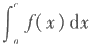 ∫_a^c f(x)dx